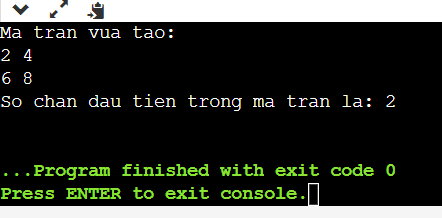 Ma tran vua tao:
2 4
6 8
So chan dau tien trong ma tran la: 2
...Program finished with exit code 0
Press ENTER to exit console.